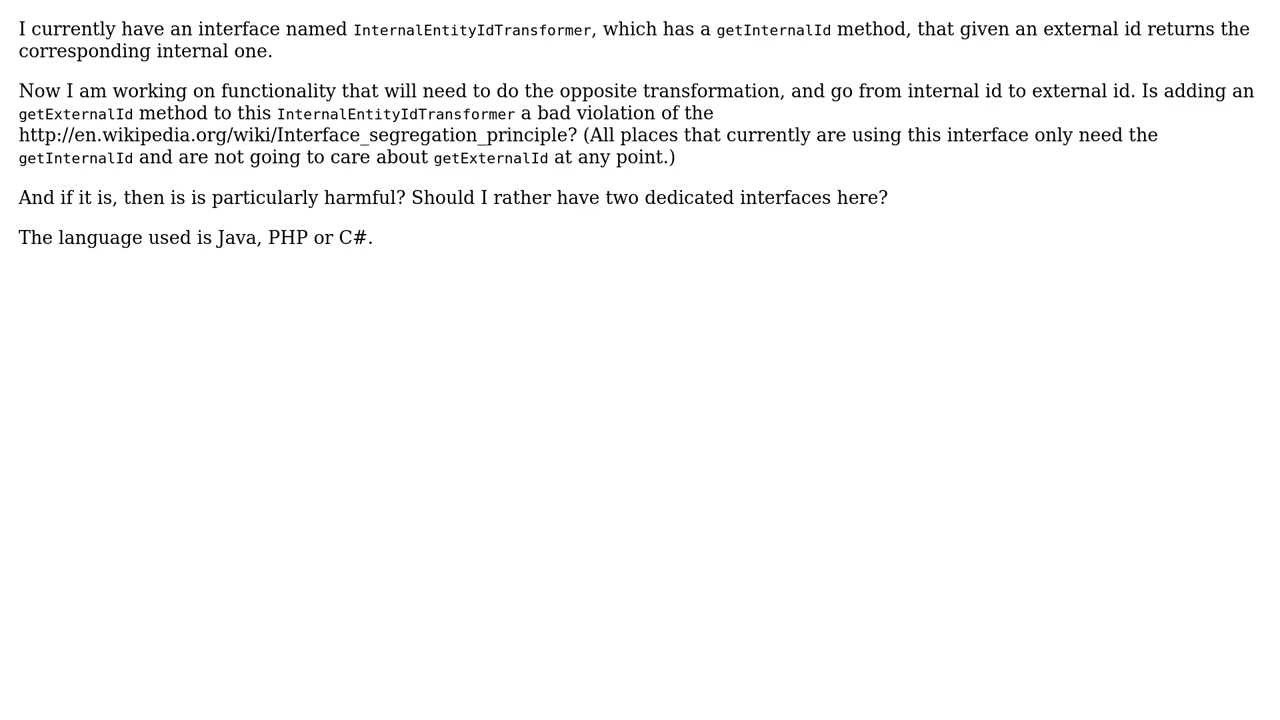 I currently have an interface named InternalEntityIdTransformer, which has a getInternalId method, that given an external id returns the
corresponding internal one.
Now I am working on functionality that will need to do the opposite transformation, and go from internal id to external id. Is adding an
getExternalId method to this InternalEntityIdTransformer a bad violation of the
http://en.wikipedia.org/wiki/Interface_segregation_principle? (All places that currently are using this interface only need the
getInternalId and are not going to care about getExternalId at any point.)
And if it is, then is is particularly harmful? Should I rather have two dedicated interfaces here?
The language used is Java, PHP or C#.